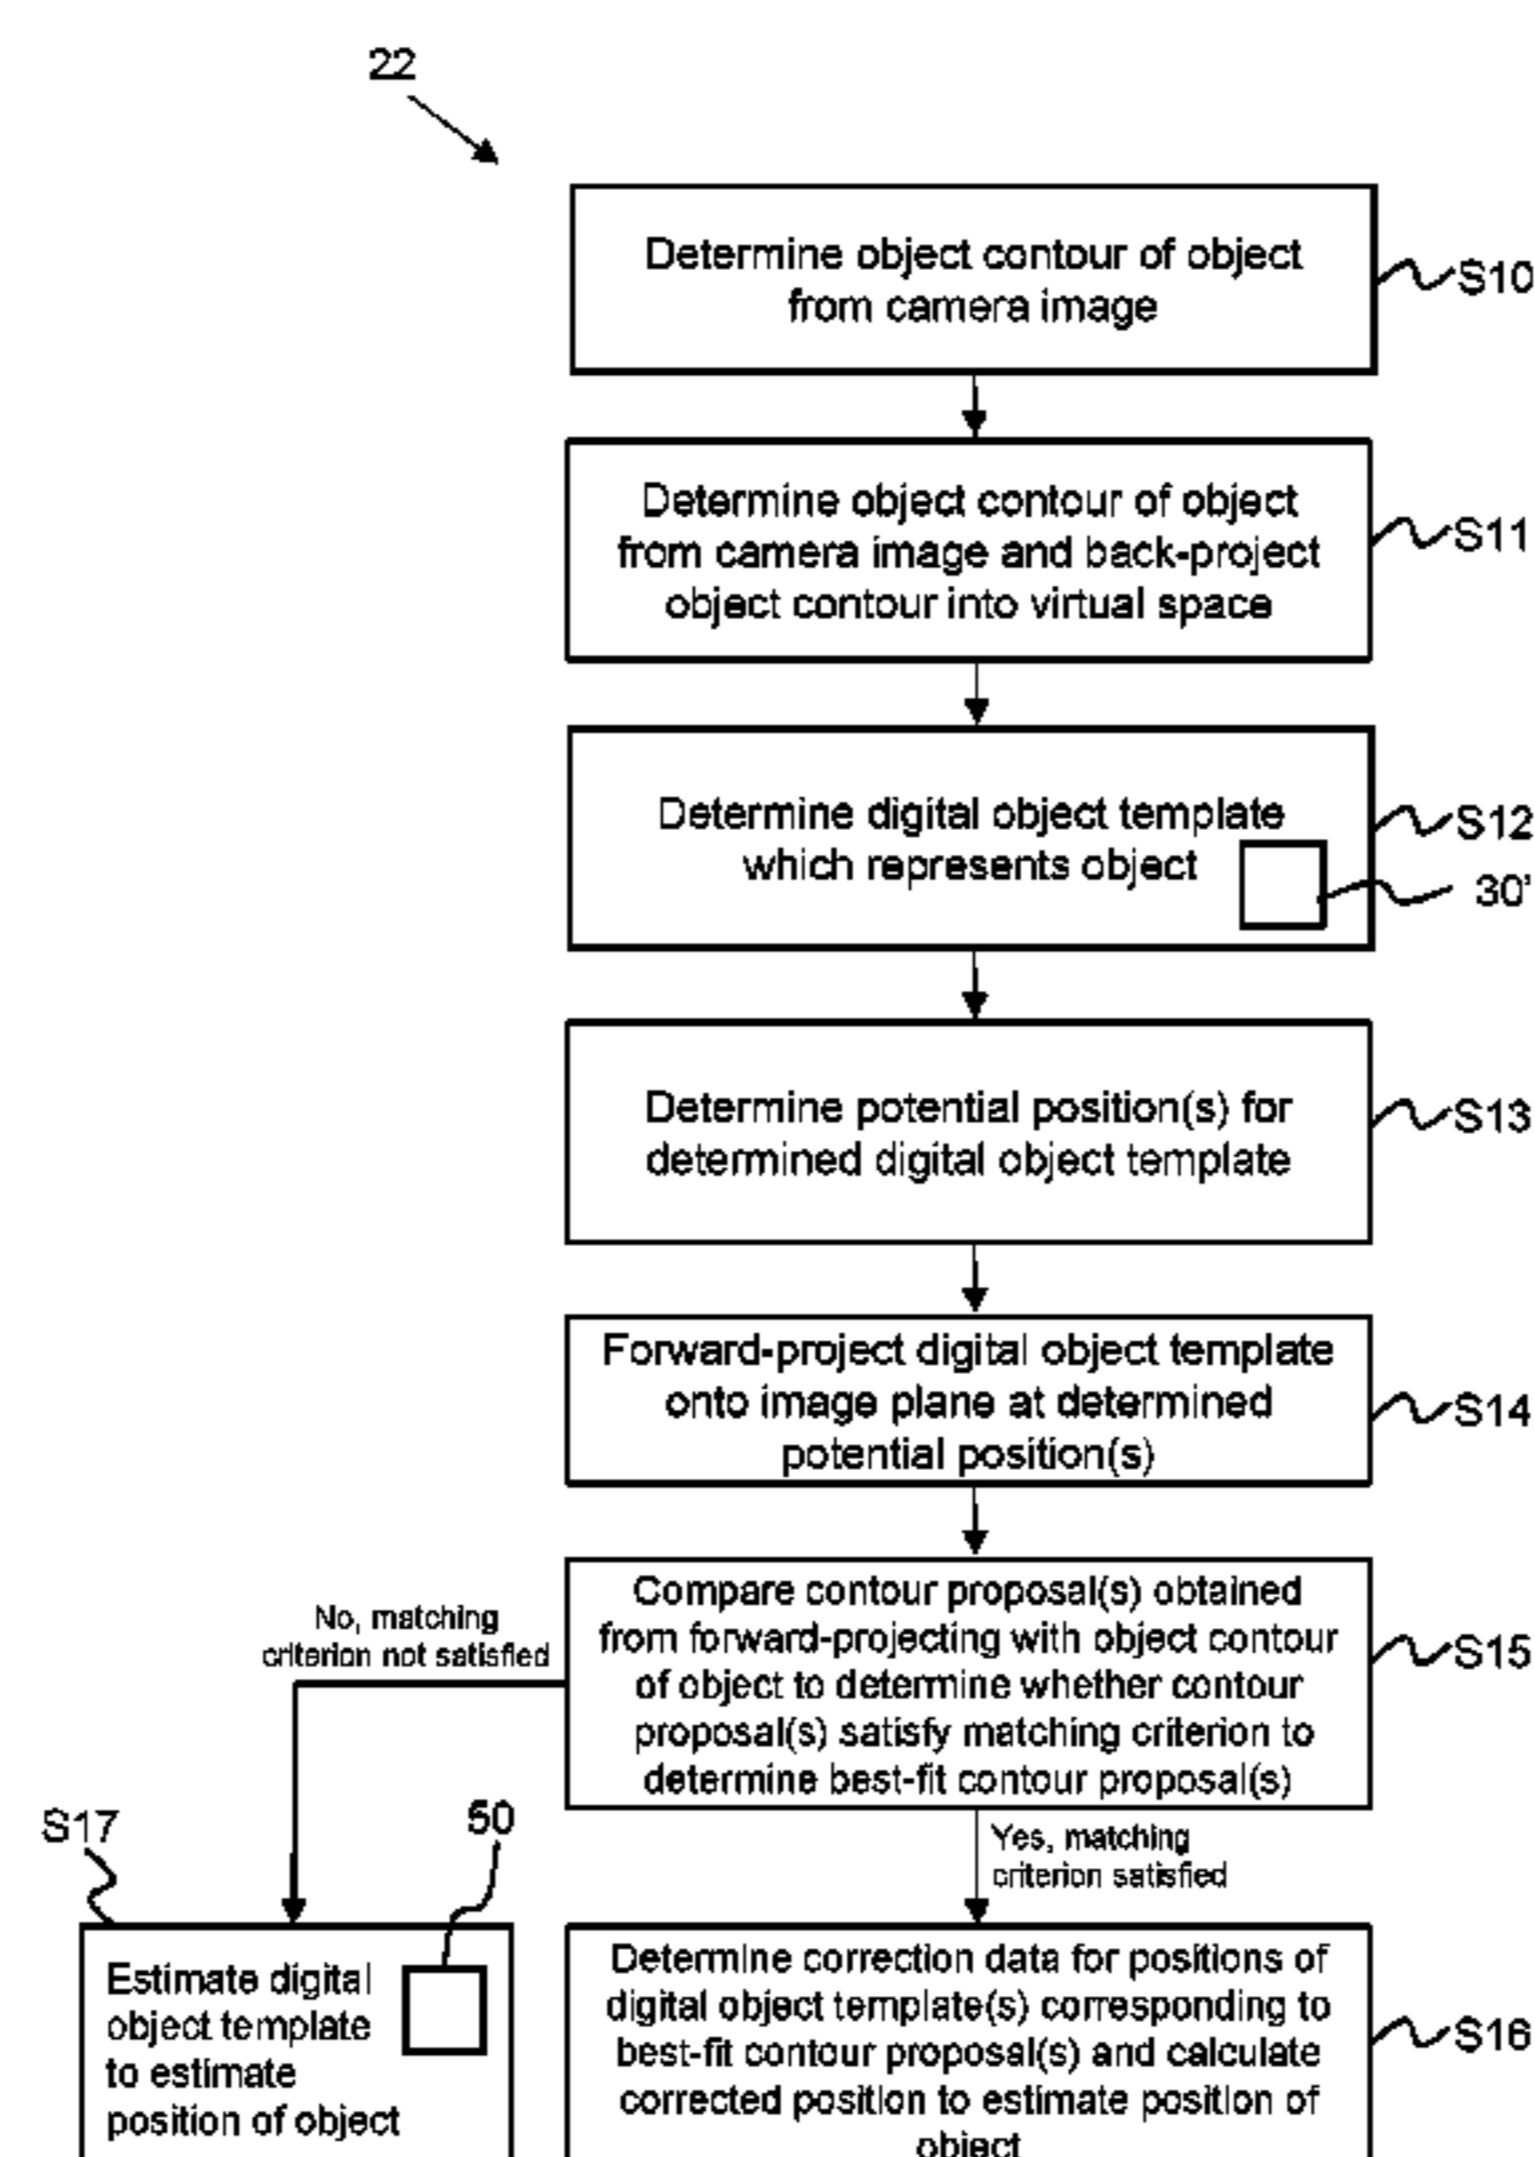 22
Determine object contour of object
from camera image
S10
Determine object contour of object
from camera image and back-project
object contour into virtual space
S11
Determine digital object template
which represents object
S12
30'
Determine potential position(s) for
determined digital object template
S13
Forward-project digital object template
onto image plane at determined
potential position(s)
S14
Compare contour proposal(s) obtained
from forward-projecting with object contour
of object to determine whether contour
proposal(s) satisfy matching criterion to
determine best-fit contour proposal(s)
S15
No, matching
criterion not satisfied
Yes, matching
criterion satisfied
S17
50
Estimate digital
object template
to estimate
position of object
Determine correction data for positions of
digital object template(s) corresponding to
best-fit contour proposal(s) and calculate
corrected position to estimate position of
object
S16